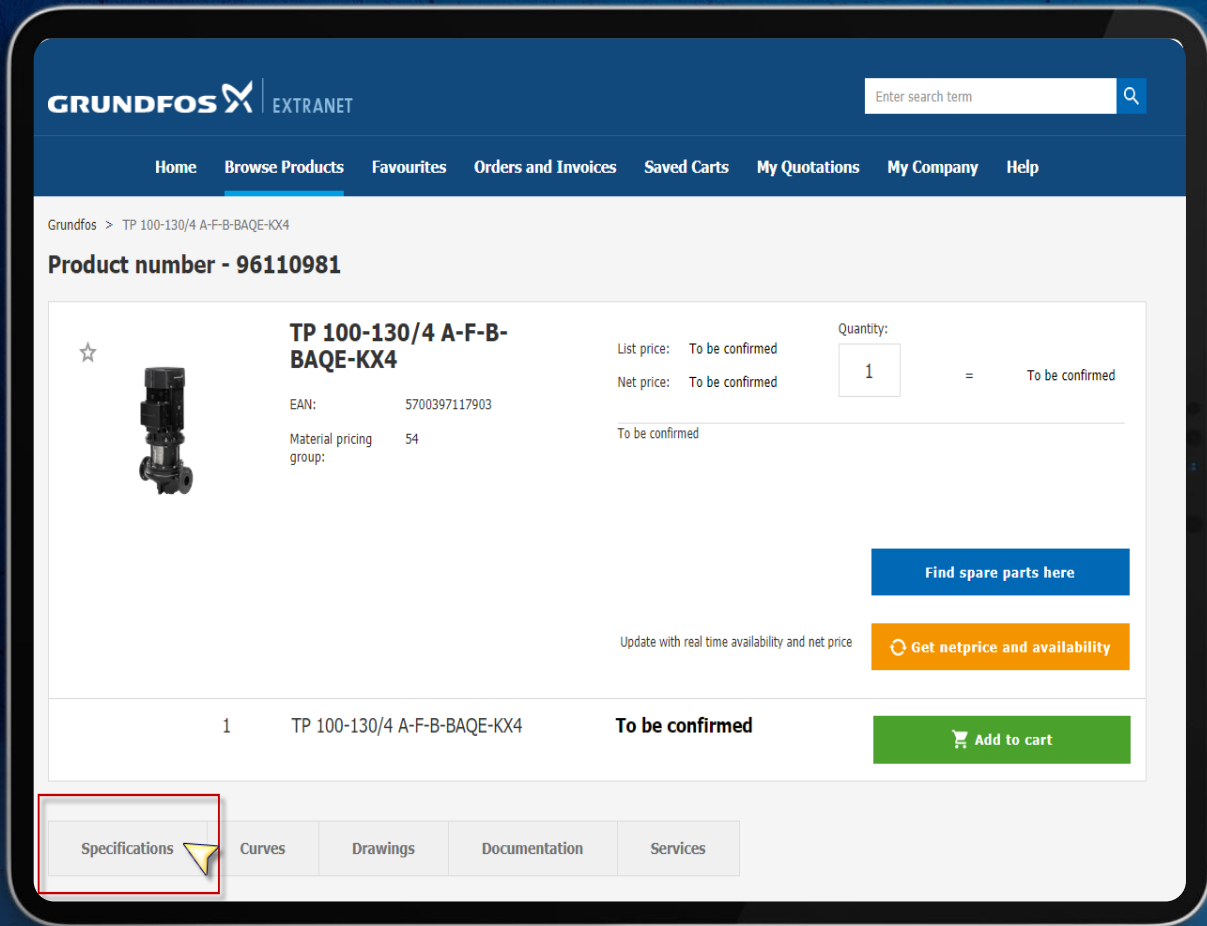 GRUNDFOS EXTRANET
Enter search term
Home Browse Products Favourites Orders and Invoices Saved Carts My Quotations My Company Help
Grundfos > TP 100-130/4 A-F-B-BAQE-KX4
Product number - 96110981
TP 100-130/4 A-F-B-
BAQE-KX4
EAN: 5700397117903
Material pricing 54
group:
List price: To be confirmed
Net price: To be confirmed
Quantity:
1 = To be confirmed
To be confirmed
Find spare parts here
Update with real time availability and net price
Get netprice and availability
1 TP 100-130/4 A-F-B-BAQE-KX4 To be confirmed
Add to cart
Specifications Curves Drawings Documentation Services